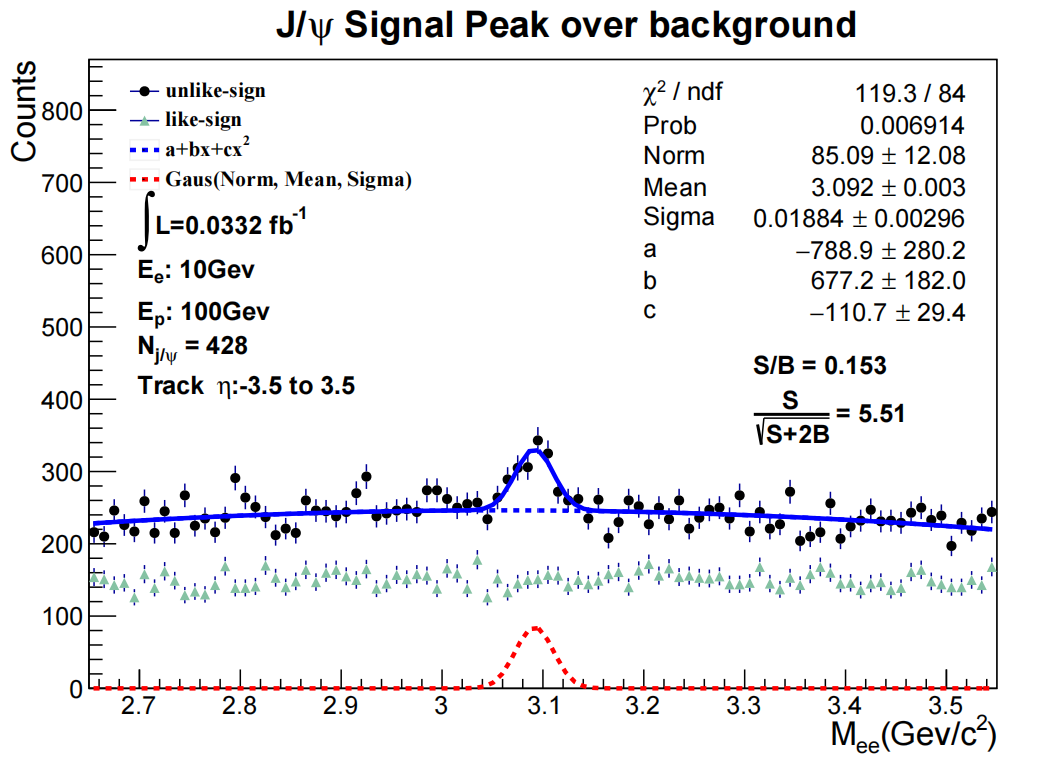 J/ψ Signal Peak over background
Counts
unlike-sign
like-sign
a+bx+cx²
Gaus(Norm, Mean, Sigma)
∫L=0.0332 fb⁻¹
Eₑ: 10Gev
Eₚ: 100Gev
N_j/ψ = 428
Track η:-3.5 to 3.5
χ² / ndf 119.3 / 84
Prob 0.006914
Norm 85.09 ± 12.08
Mean 3.092 ± 0.003
Sigma 0.01884 ± 0.00296
a −788.9 ± 280.2
b 677.2 ± 182.0
c −110.7 ± 29.4
S/B = 0.153
S/√S+2B = 5.51
800
700
600
500
400
300
200
100
0
2.7 2.8 2.9 3 3.1 3.2 3.3 3.4 3.5
M_ee(Gev/c²)